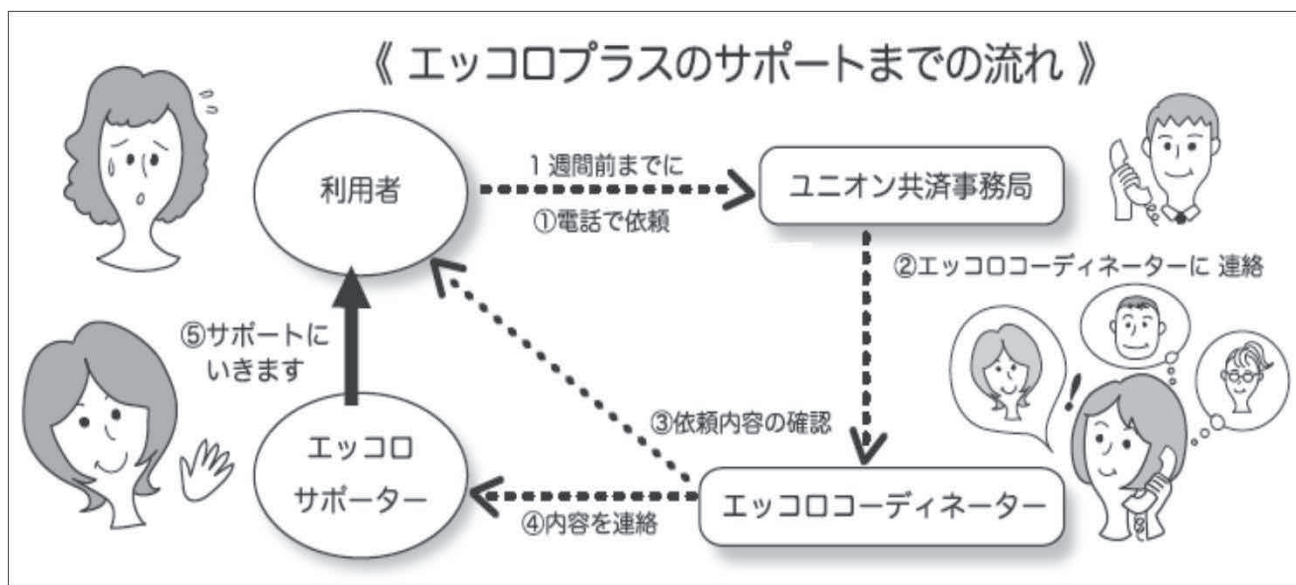 《 エッコロプラスのサポートまでの流れ 》
利用者
1週間前までに
①電話で依頼
ユニオン共済事務局
②エッコロコーディネーターに 連絡
⑤サポートに
いきます
③依頼内容の確認
エッコロ
サポーター
④内容を連絡
エッコロコーディネーター